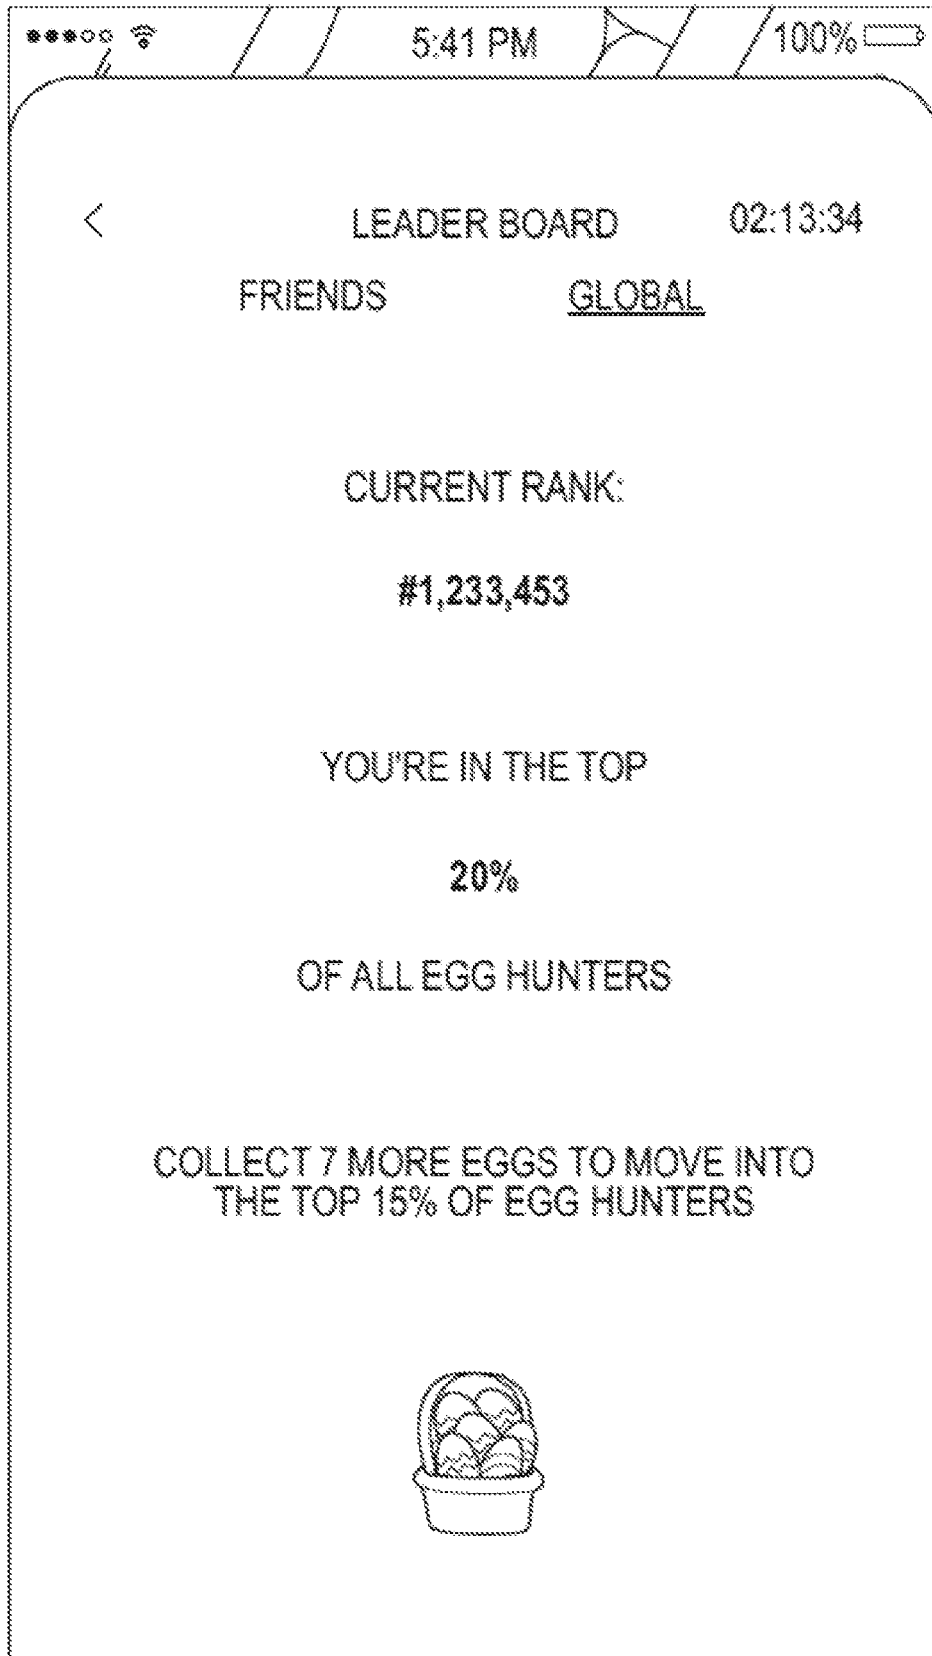 5:41 PM 100%
< LEADER BOARD 02:13:34
FRIENDS GLOBAL
CURRENT RANK:
#1,233,453
YOU'RE IN THE TOP
20%
OF ALL EGG HUNTERS
COLLECT 7 MORE EGGS TO MOVE INTO
THE TOP 15% OF EGG HUNTERS